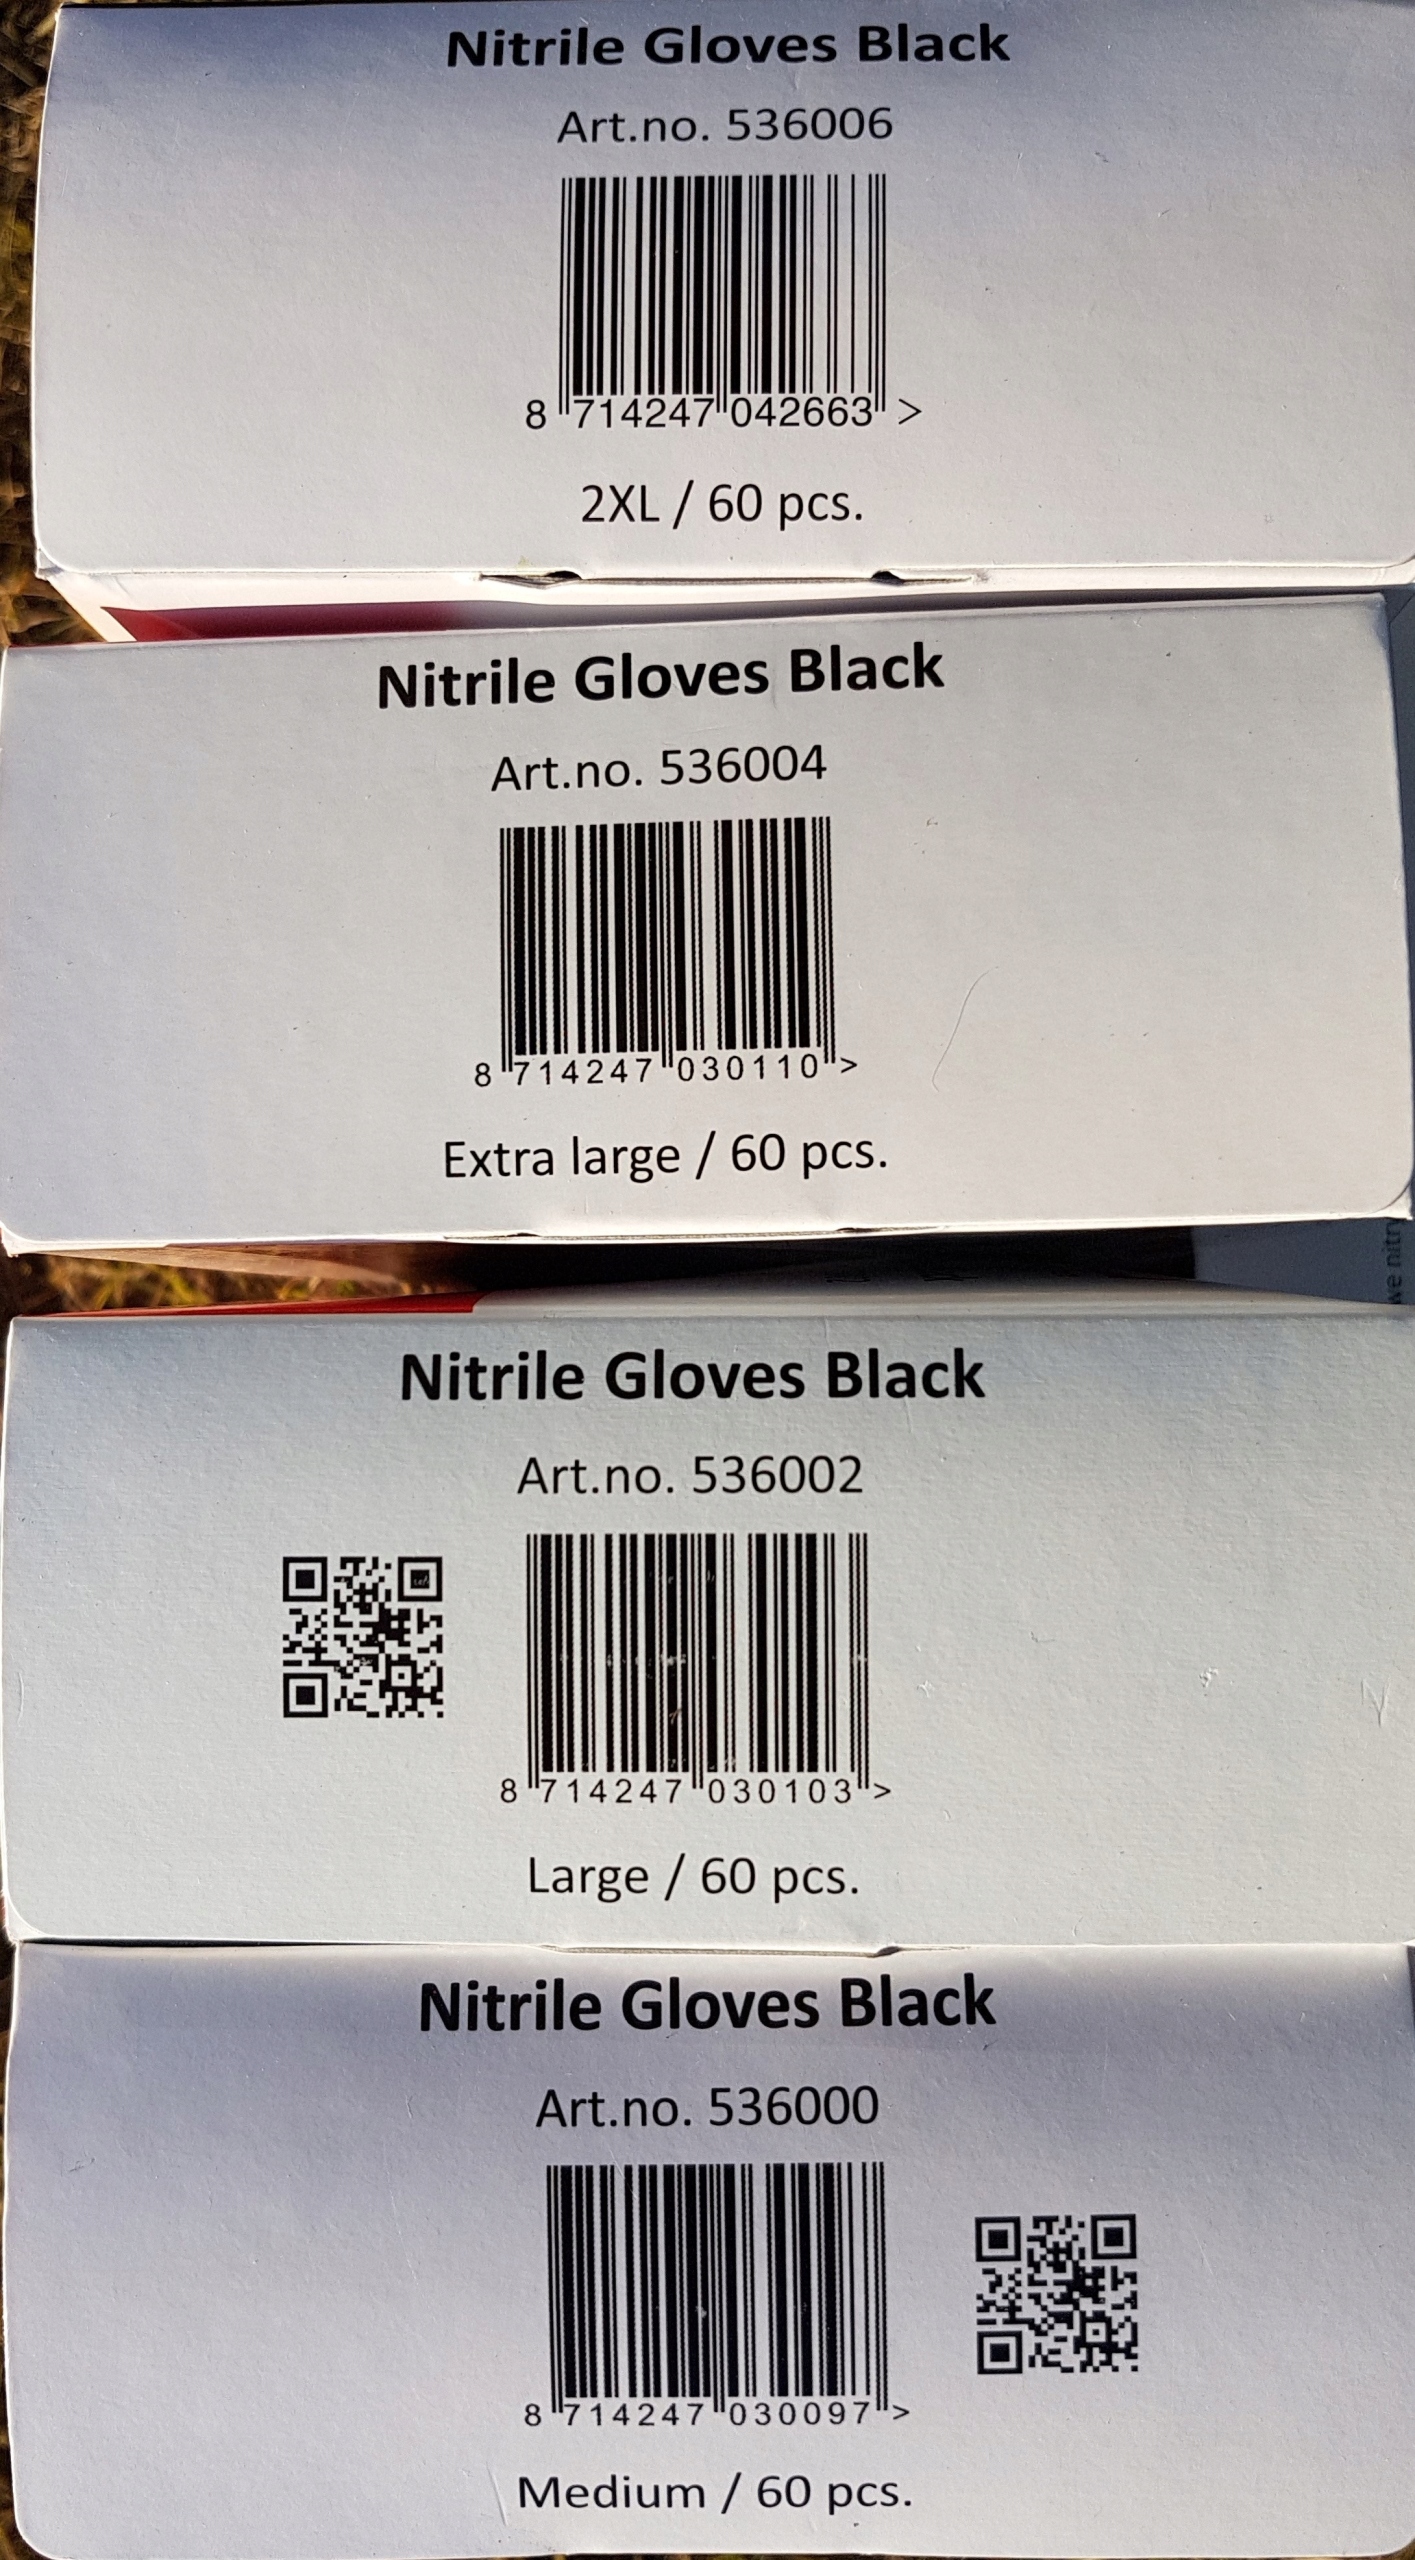 Nitrile Gloves Black
Art.no. 536006
8 714247 042663 >
2XL / 60 pcs.
Nitrile Gloves Black
Art.no. 536004
8 714247 030110 >
Extra large / 60 pcs.
Nitrile Gloves Black
Art.no. 536002
8 714247 030103 >
Large / 60 pcs.
Nitrile Gloves Black
Art.no. 536000
8 714247 030097 >
Medium / 60 pcs.